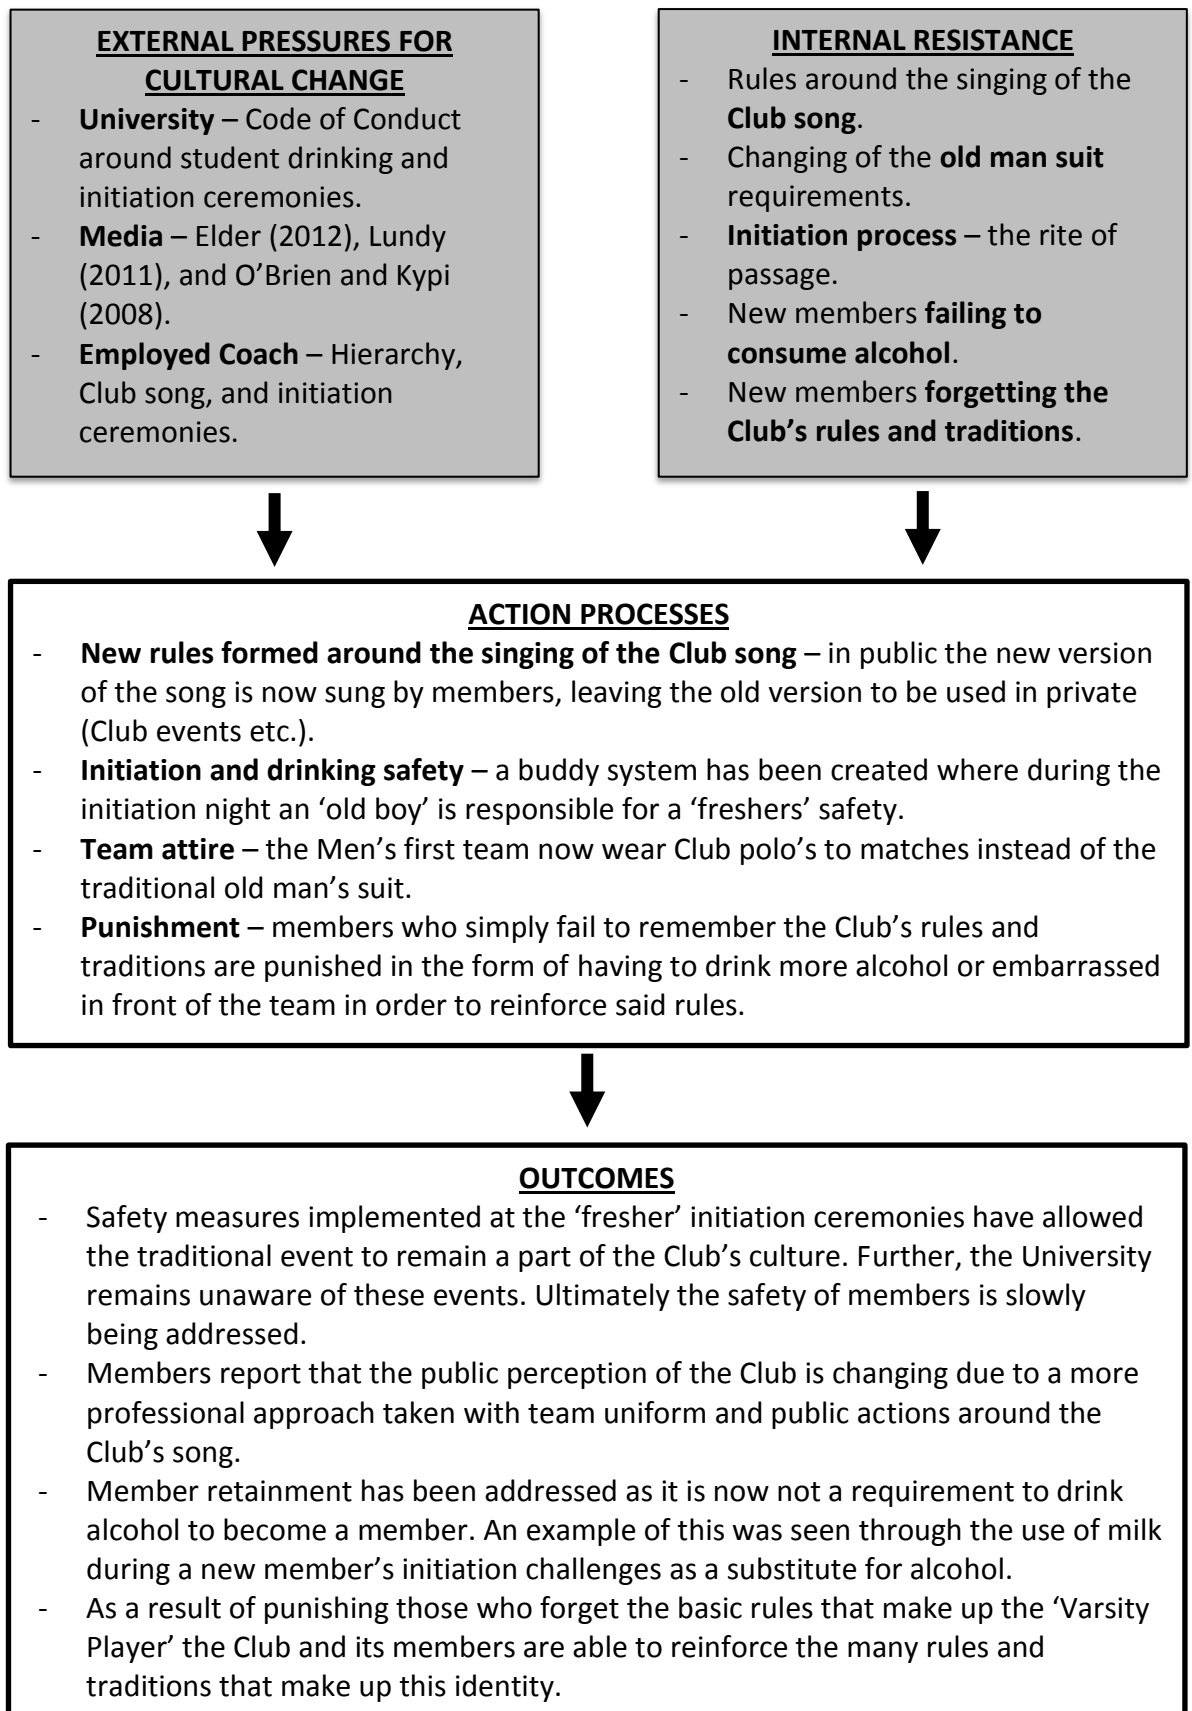 EXTERNAL PRESSURES FOR
CULTURAL CHANGE
- University – Code of Conduct
around student drinking and
initiation ceremonies.
- Media – Elder (2012), Lundy
(2011), and O’Brien and Kypi
(2008).
- Employed Coach – Hierarchy,
Club song, and initiation
ceremonies.
INTERNAL RESISTANCE
- Rules around the singing of the
Club song.
- Changing of the old man suit
requirements.
- Initiation process – the rite of
passage.
- New members failing to
consume alcohol.
- New members forgetting the
Club’s rules and traditions.
ACTION PROCESSES
- New rules formed around the singing of the Club song – in public the new version
of the song is now sung by members, leaving the old version to be used in private
(Club events etc.).
- Initiation and drinking safety – a buddy system has been created where during the
initiation night an ‘old boy’ is responsible for a ‘freshers’ safety.
- Team attire – the Men’s first team now wear Club polo’s to matches instead of the
traditional old man’s suit.
- Punishment – members who simply fail to remember the Club’s rules and
traditions are punished in the form of having to drink more alcohol or embarrassed
in front of the team in order to reinforce said rules.
OUTCOMES
- Safety measures implemented at the ‘fresher’ initiation ceremonies have allowed
the traditional event to remain a part of the Club’s culture. Further, the University
remains unaware of these events. Ultimately the safety of members is slowly
being addressed.
- Members report that the public perception of the Club is changing due to a more
professional approach taken with team uniform and public actions around the
Club’s song.
- Member retainment has been addressed as it is now not a requirement to drink
alcohol to become a member. An example of this was seen through the use of milk
during a new member’s initiation challenges as a substitute for alcohol.
- As a result of punishing those who forget the basic rules that make up the ‘Varsity
Player’ the Club and its members are able to reinforce the many rules and
traditions that make up this identity.